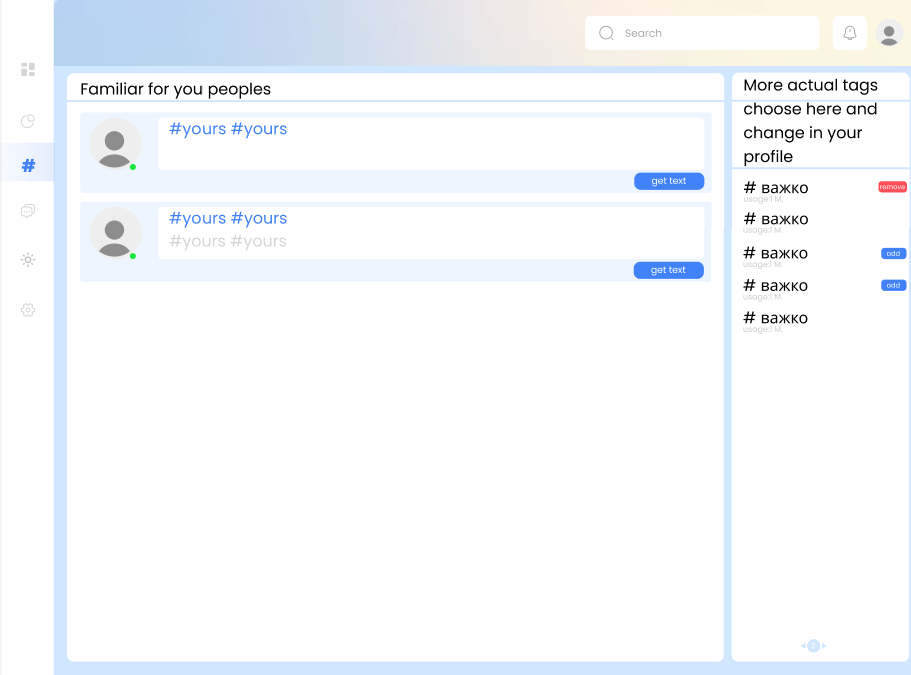 Search
Familiar for you peoples
#yours #yours
get text
#yours #yours
#yours #yours
get text
More actual tags
choose here and
change in your
profile
# важко
remove
usage:1 M.
# важко
usage:1 M.
# важко
add
usage:1 M.
# важко
add
usage:1 M.
# важко
usage:1 M.